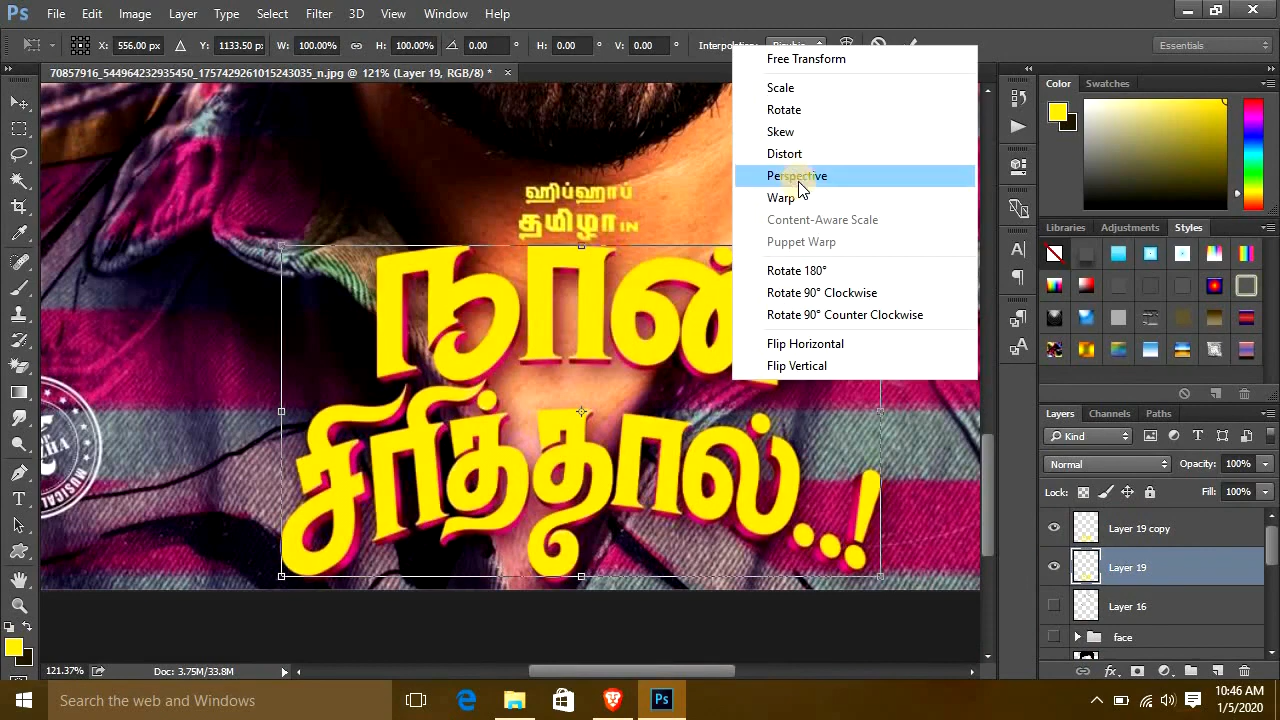 Ps File Edit Image Layer Type Select Filter 3D View Window Help
X: 556.00 px Y: 1133.50 px W: 100.00% H: 100.00% 0.00 ° H: 0.00 ° V: 0.00 ° Interpolation: Essentials
70857916_544964232935450_1757429261015243035_n.jpg @ 121% (Layer 19, RGB/8) *
Free Transform
Scale
Rotate
Skew
Distort
Perspective
Warp
Content-Aware Scale
Puppet Warp
Rotate 180°
Rotate 90° Clockwise
Rotate 90° Counter Clockwise
Flip Horizontal
Flip Vertical
ஹிப்ஹாப்
தமிழா IN
நான்
சிரித்தால்..!
MUSICAL
Color Swatches
Libraries Adjustments Styles
Layers Channels Paths
Kind
Normal Opacity: 100%
Lock: Fill: 100%
Layer 19 copy
Layer 19
Layer 16
face
121.37% Doc: 3.75M/33.8M
Search the web and Windows
Ps
10:46 AM
1/5/2020